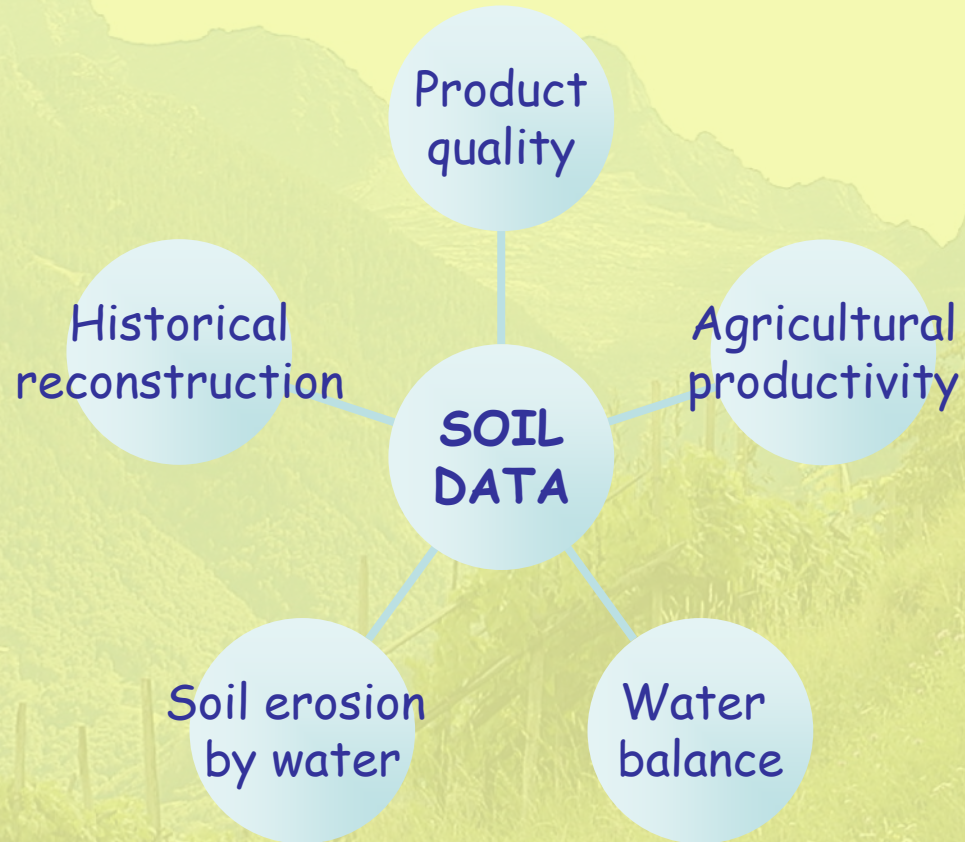 Product
quality
Historical
reconstruction
Agricultural
productivity
SOIL
DATA
Soil erosion
by water
Water
balance